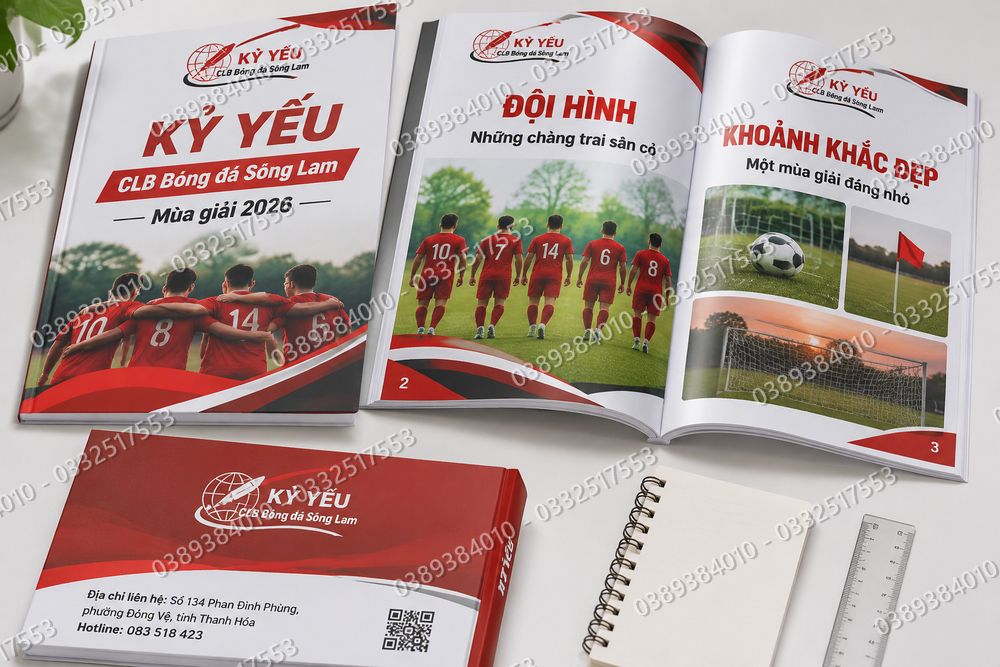 KỶ YẾU
CLB Bóng đá Sông Lam
KỶ YẾU
CLB Bóng đá Sông Lam
Mùa giải 2026
10
8
14
6
KỶ YẾU
CLB Bóng đá Sông Lam
ĐỘI HÌNH
Những chàng trai sân cỏ
10
17
14
6
8
2
KỶ YẾU
CLB Bóng đá Sông Lam
KHOẢNH KHẮC ĐẸP
Một mùa giải đáng nhớ
3
KỶ YẾU
CLB Bóng đá Sông Lam
Địa chỉ liên hệ: Số 134 Phan Đình Phùng,
phường Đông Vệ, tỉnh Thanh Hóa
Hotline: 083 518 423
0389384010 - 0332517553